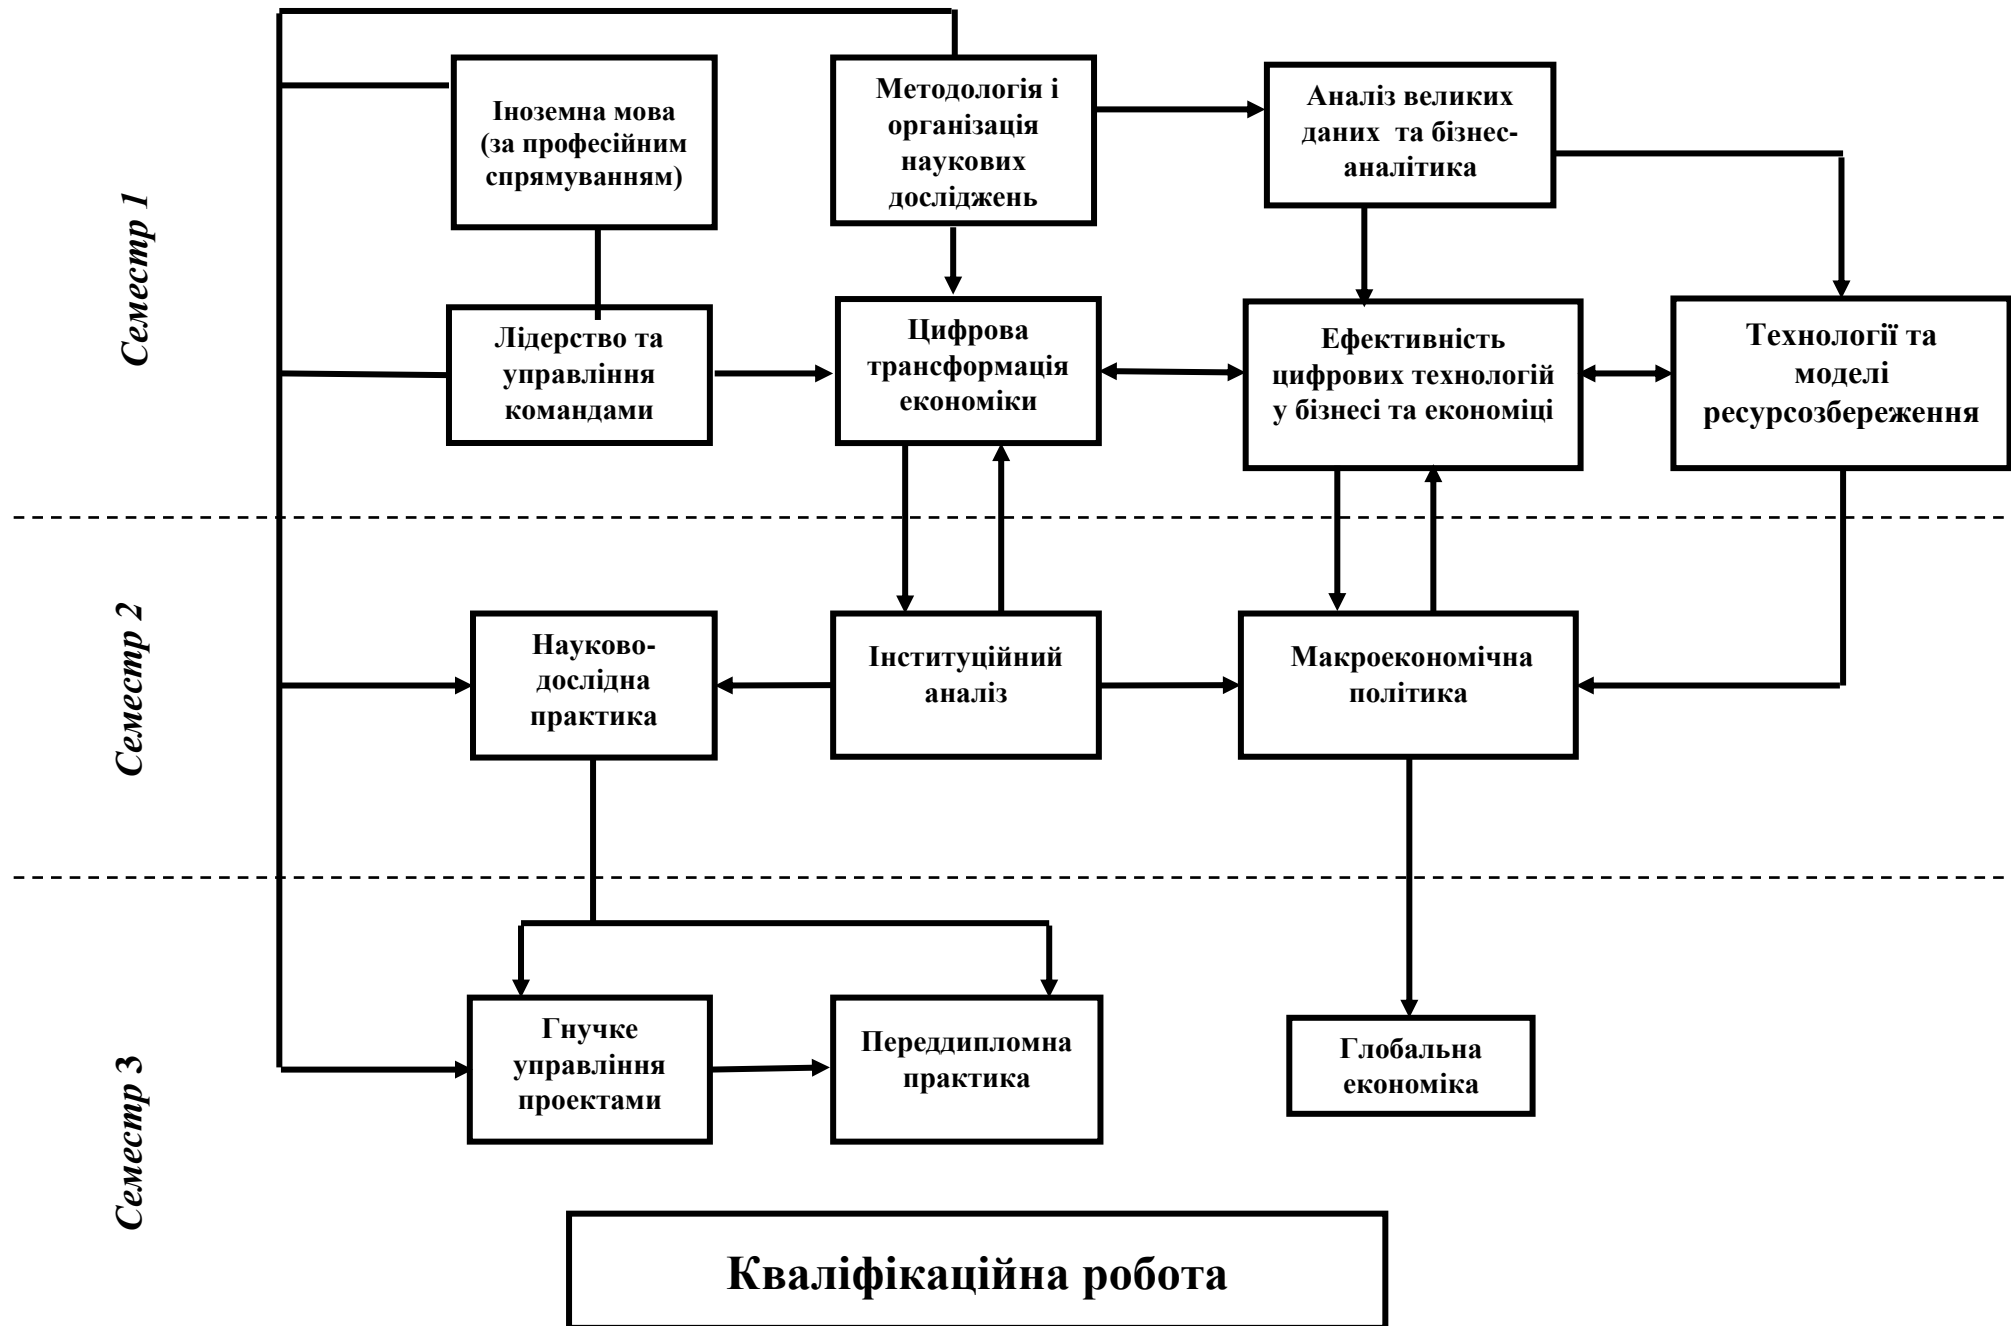 Семестр 1
Іноземна мова
(за професійним
спрямуванням)
Методологія і
організація
наукових
досліджень
Аналіз великих
даних та бізнес-
аналітика
Лідерство та
управління
командами
Цифрова
трансформація
економіки
Ефективність
цифрових технологій
у бізнесі та економіці
Технології та
моделі
ресурсозбереження
Семестр 2
Науково-
дослідна
практика
Інституційний
аналіз
Макроекономічна
політика
Семестр 3
Гнучке
управління
проектами
Переддипломна
практика
Глобальна
економіка
Кваліфікаційна робота